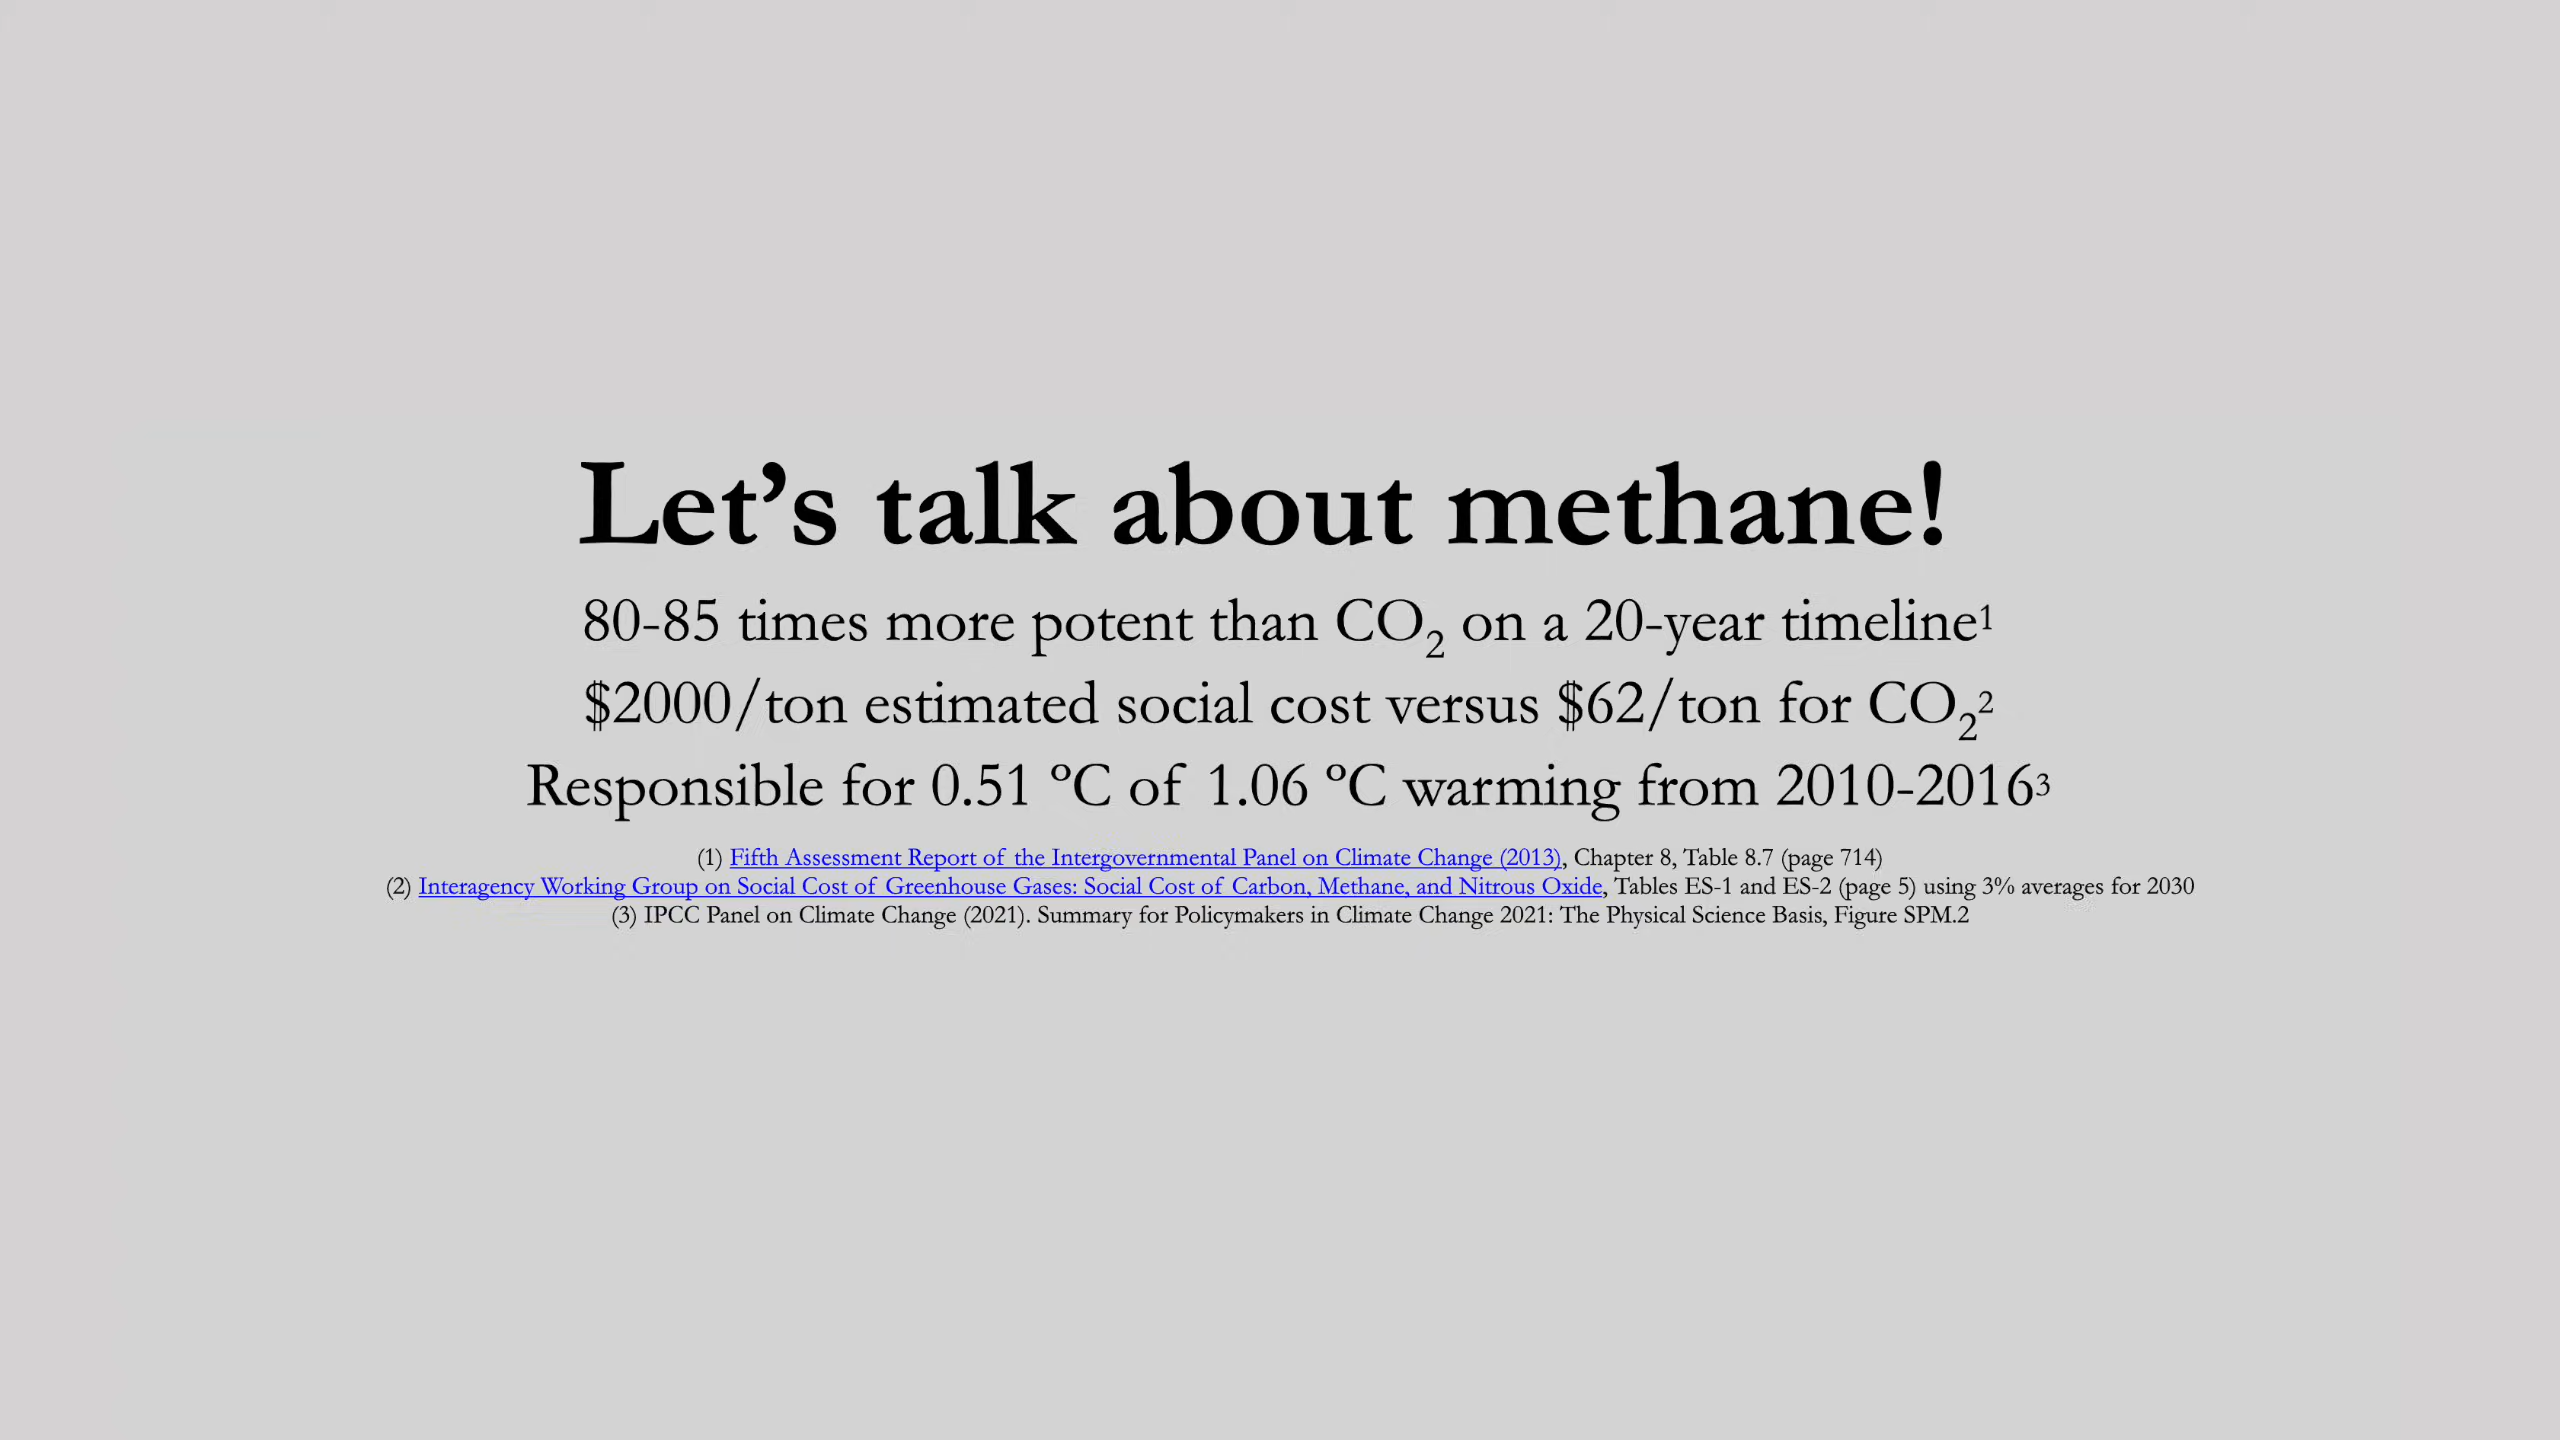 Let’s talk about methane!
80-85 times more potent than CO₂ on a 20-year timeline¹
$2000/ton estimated social cost versus $62/ton for CO₂²
Responsible for 0.51 ºC of 1.06 ºC warming from 2010-2016³
(1) Fifth Assessment Report of the Intergovernmental Panel on Climate Change (2013), Chapter 8, Table 8.7 (page 714)
(2) Interagency Working Group on Social Cost of Greenhouse Gases: Social Cost of Carbon, Methane, and Nitrous Oxide, Tables ES-1 and ES-2 (page 5) using 3% averages for 2030
(3) IPCC Panel on Climate Change (2021). Summary for Policymakers in Climate Change 2021: The Physical Science Basis, Figure SPM.2